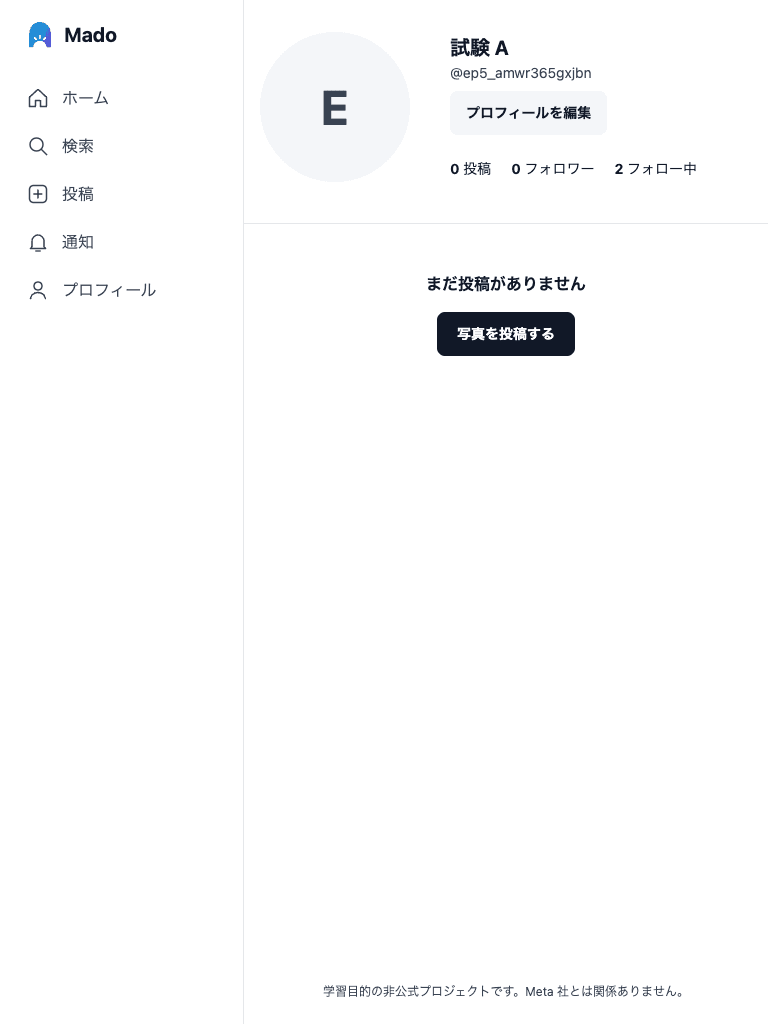 Mado
ホーム
検索
投稿
通知
プロフィール
E
試験 A
@ep5_amwr365gxjbn
プロフィールを編集
0 投稿 0 フォロワー 2 フォロー中
まだ投稿がありません
写真を投稿する
学習目的の非公式プロジェクトです。Meta 社とは関係ありません。